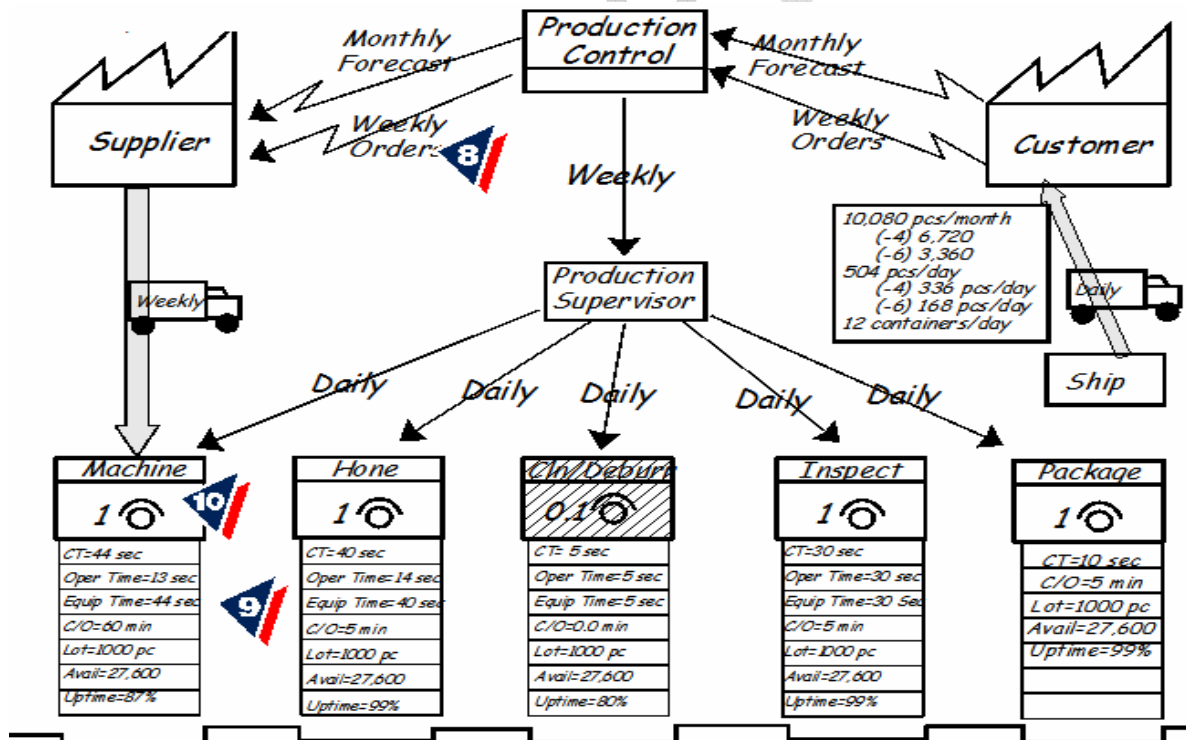 Production
Control
Monthly
Forecast
Monthly
Forecast
Supplier
Weekly
Orders
8
Weekly
Weekly
Orders
Customer
10,080 pcs/month
(-4) 6,720
(-6) 3,360
504 pcs/day
(-4) 336 pcs/day
(-6) 168 pcs/day
12 containers/day
Weekly
Production
Supervisor
Daily
Ship
Daily
Daily
Daily
Daily
Daily
Machine
1
10
CT=44 sec
Oper Time=13 sec
Equip Time=44 sec
C/O=60 min
Lot=1000 pc
Avail=27,600
Uptime=87%
9
Hone
1
CT=40 sec
Oper Time=14 sec
Equip Time=40 sec
C/O=5 min
Lot=1000 pc
Avail=27,600
Uptime=99%
Cln/Deburr
0.1
CT= 5 sec
Oper Time=5 sec
Equip Time=5 sec
C/O=0.0 min
Lot=1000 pc
Avail=27,600
Uptime=80%
Inspect
1
CT=30 sec
Oper Time=30 sec
Equip Time=30 Sec
C/O=5 min
Lot=1000 pc
Avail=27,600
Uptime=99%
Package
1
CT=10 sec
C/O=5 min
Lot=1000 pc
Avail=27,600
Uptime=99%